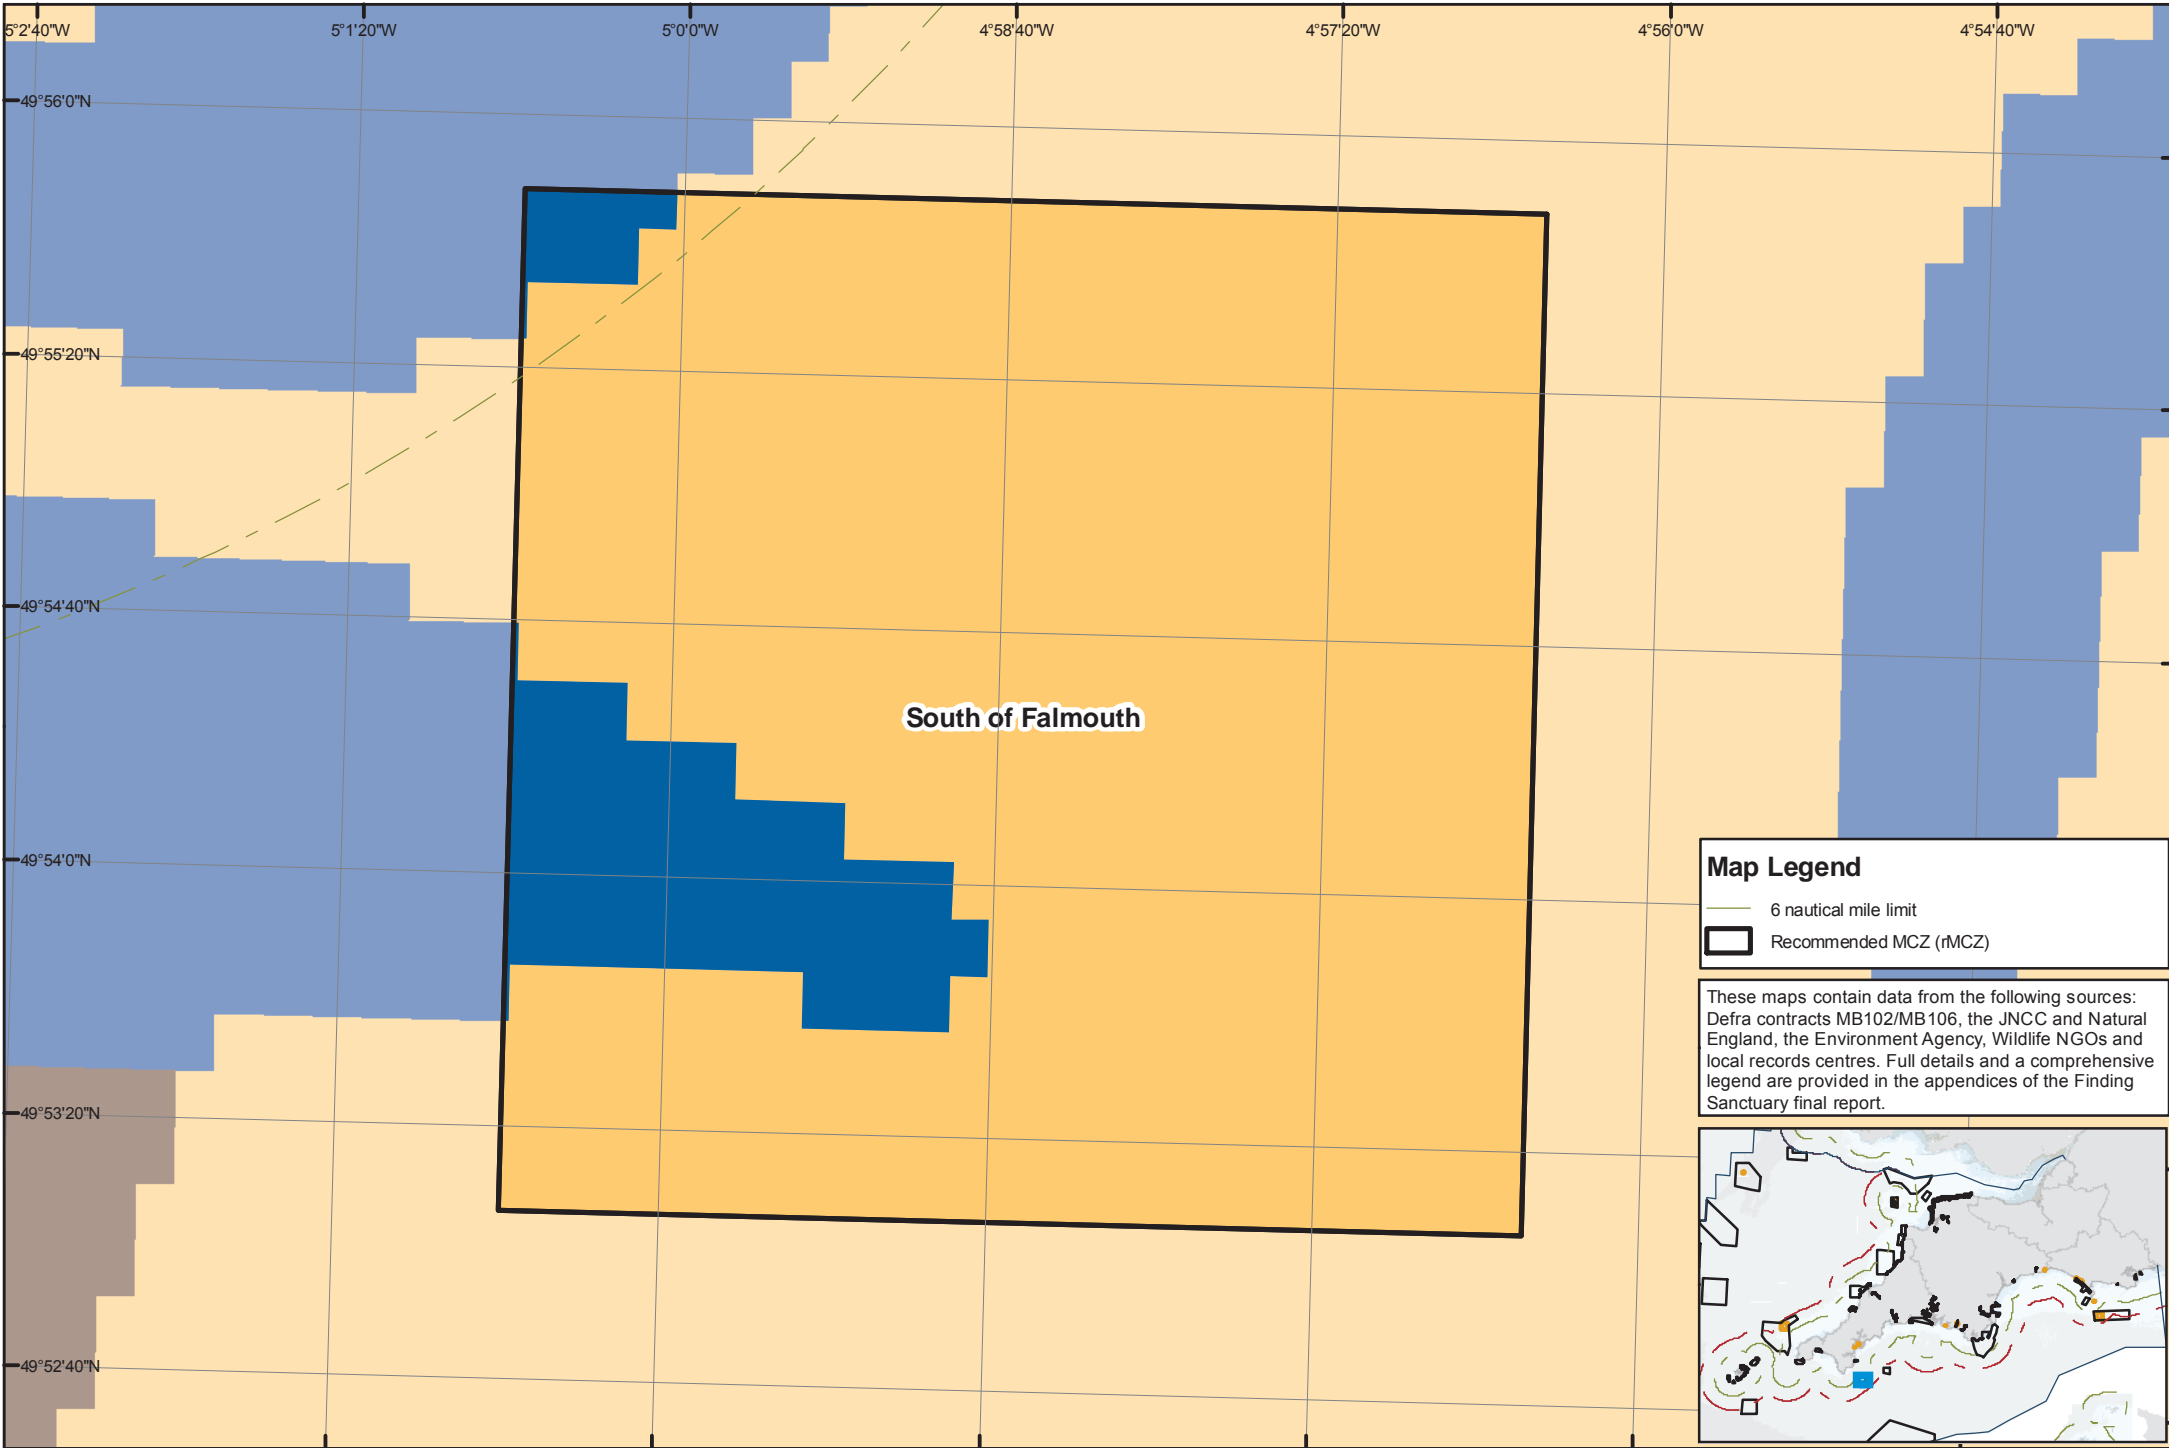 5°2'40"W
5°1'20"W
5°0'0"W
4°58'40"W
4°57'20"W
4°56'0"W
4°54'40"W
49°56'0"N
49°55'20"N
49°54'40"N
49°54'0"N
49°53'20"N
49°52'40"N
South of Falmouth
Map Legend
6 nautical mile limit
Recommended MCZ (rMCZ)
These maps contain data from the following sources:
Defra contracts MB102/MB106, the JNCC and Natural
England, the Environment Agency, Wildlife NGOs and
local records centres. Full details and a comprehensive
legend are provided in the appendices of the Finding
Sanctuary final report.